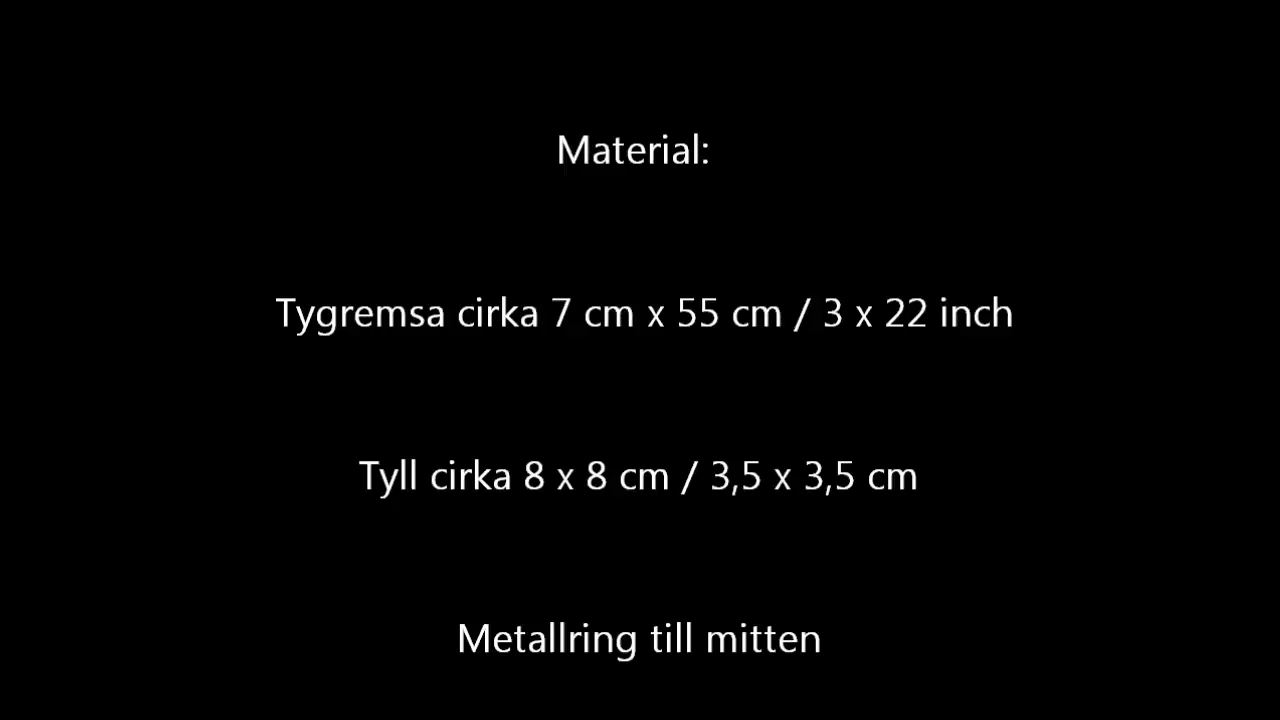 Material:
Tygremsa cirka 7 cm x 55 cm / 3 x 22 inch
Tyll cirka 8 x 8 cm / 3,5 x 3,5 cm
Metallring till mitten